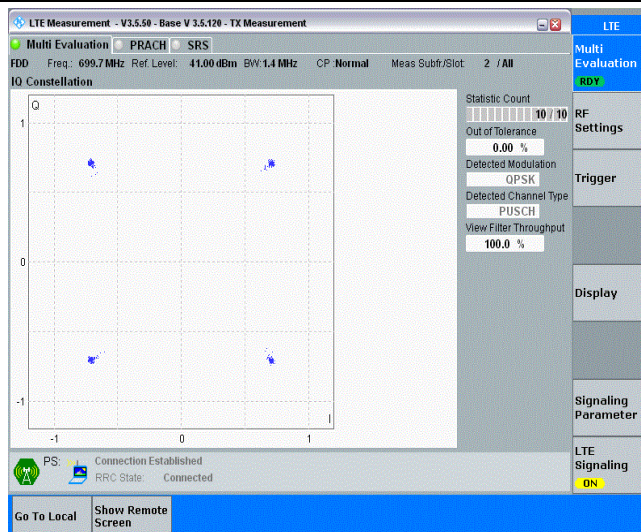 LTE Measurement - V3.5.50 - Base V 3.5.120 - TX Measurement
LTE
Multi Evaluation PRACH SRS
FDD Freq.: 699.7 MHz Ref. Level: 41.00 dBm BW:1.4 MHz CP :Normal Meas Subfr./Slot: 2 / All
IQ Constellation
Q
1
0
-1
I
-1 0 1
Statistic Count
10 / 10
Out of Tolerance
0.00 %
Detected Modulation
QPSK
Detected Channel Type
PUSCH
View Filter Throughput
100.0 %
PS: Connection Established
RRC State: Connected
Multi
Evaluation
RDY
RF
Settings
Trigger
Display
Signaling
Parameter
LTE
Signaling
ON
Go To Local
Show Remote
Screen